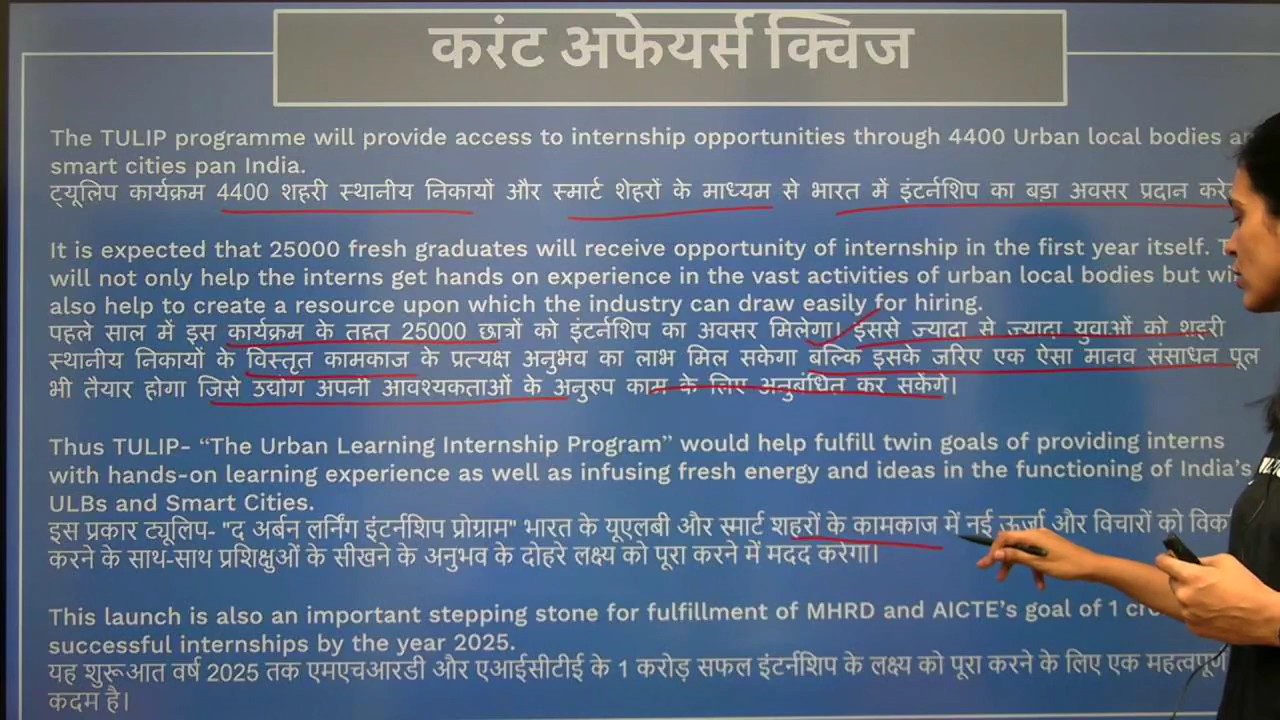 करंट अफेयर्स क्विज
The TULIP programme will provide access to internship opportunities through 4400 Urban local bodies
smart cities pan India.
ट्यूलिप कार्यक्रम 4400 शहरी स्थानीय निकायों और स्मार्ट शेहरों के माध्यम से भारत में इंटर्नशिप का बड़ा अवसर प्रदान
It is expected that 25000 fresh graduates will receive opportunity of internship in the first year itself.
will not only help the interns get hands on experience in the vast activities of urban local bodies but
also help to create a resource upon which the industry can draw easily for hiring.
पहले साल में इस कार्यक्रम के तहत 25000 छात्रों को इंटर्नशिप का अवसर मिलेगा। इससे ज्यादा से ज्यादा युवाओं को शहरी
स्थानीय निकायों के विस्तृत कामकाज के प्रत्यक्ष अनुभव का लाभ मिल सकेगा बल्कि इसके जरिए एक ऐसा मानव संसाधन पूल
भी तैयार होगा जिसे उद्योग अपनी आवश्यकताओं के अनुरुप काम के लिए अनुबंधित कर सकेंगे।
Thus TULIP- “The Urban Learning Internship Program” would help fulfill twin goals of providing interns
with hands-on learning experience as well as infusing fresh energy and ideas in the functioning of India’s
ULBs and Smart Cities.
इस प्रकार ट्यूलिप- "द अर्बन लर्निंग इंटर्नशिप प्रोग्राम" भारत के यूएलबी और स्मार्ट शहरों के कामकाज में नई ऊर्जा और विचारों को
करने के साथ-साथ प्रशिक्षुओं के सीखने के अनुभव के दोहरे लक्ष्य को पूरा करने में मदद करेगा।
This launch is also an important stepping stone for fulfillment of MHRD and AICTE’s goal of 1
successful internships by the year 2025.
यह शुरूआत वर्ष 2025 तक एमएचआरडी और एआईसीटीई के 1 करोड़ सफल इंटर्नशिप के लक्ष्य को पूरा करने के लिए एक महत्वपूर्ण
कदम है।